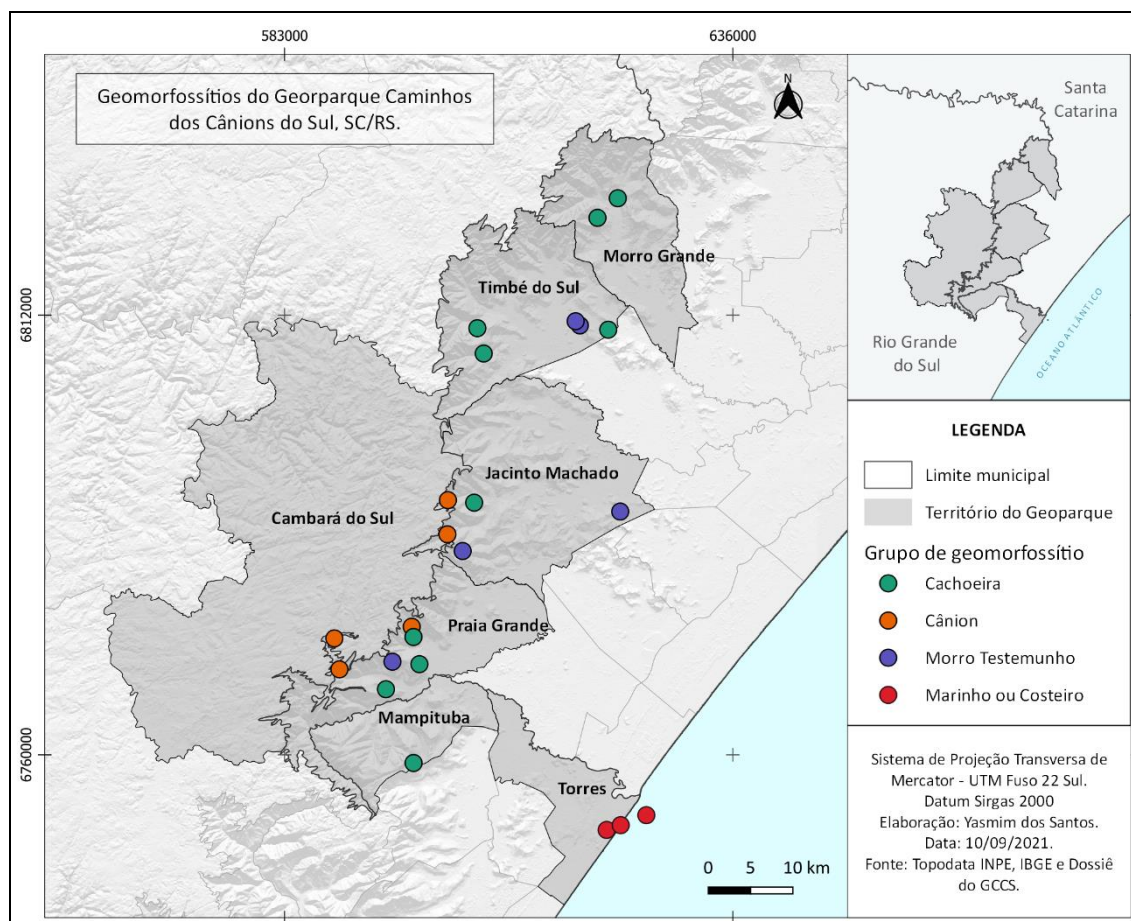 583000
636000
Geomorfossítios do Georparque Caminhos
dos Cânions do Sul, SC/RS.
N
Santa
Catarina
Morro Grande
Timbé do Sul
6812000
Rio Grande
do Sul
OCEANO ATLÂNTICO
Jacinto Machado
Cambará do Sul
Praia Grande
Mampituba
6760000
Torres
0 5 10 km
LEGENDA
Limite municipal
Território do Geoparque
Grupo de geomorfossítio
Cachoeira
Cânion
Morro Testemunho
Marinho ou Costeiro
Sistema de Projeção Transversa de
Mercator - UTM Fuso 22 Sul.
Datum Sirgas 2000
Elaboração: Yasmim dos Santos.
Data: 10/09/2021.
Fonte: Topodata INPE, IBGE e Dossiê
do GCCS.